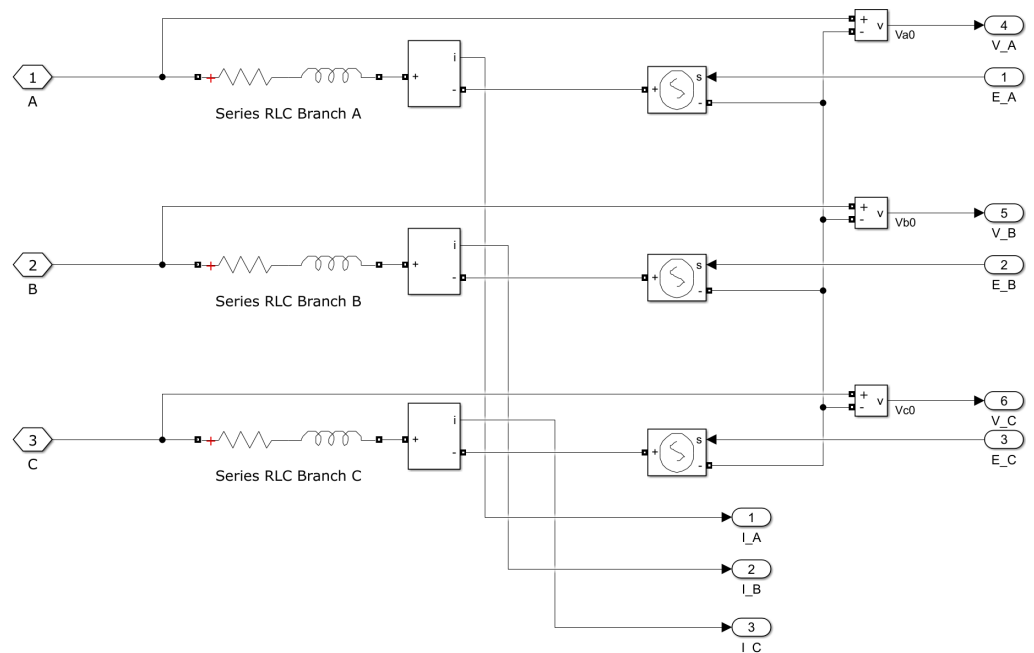 + v
-
Va0
4
V_A
1
A
+
i
+
-
s
+
-
1
E_A
Series RLC Branch A
+ v
-
Vb0
5
V_B
2
B
+
i
+
-
s
+
-
2
E_B
Series RLC Branch B
+ v
-
Vc0
6
V_C
3
C
+
i
+
-
s
+
-
3
E_C
Series RLC Branch C
1
I_A
2
I_B
3
I_C